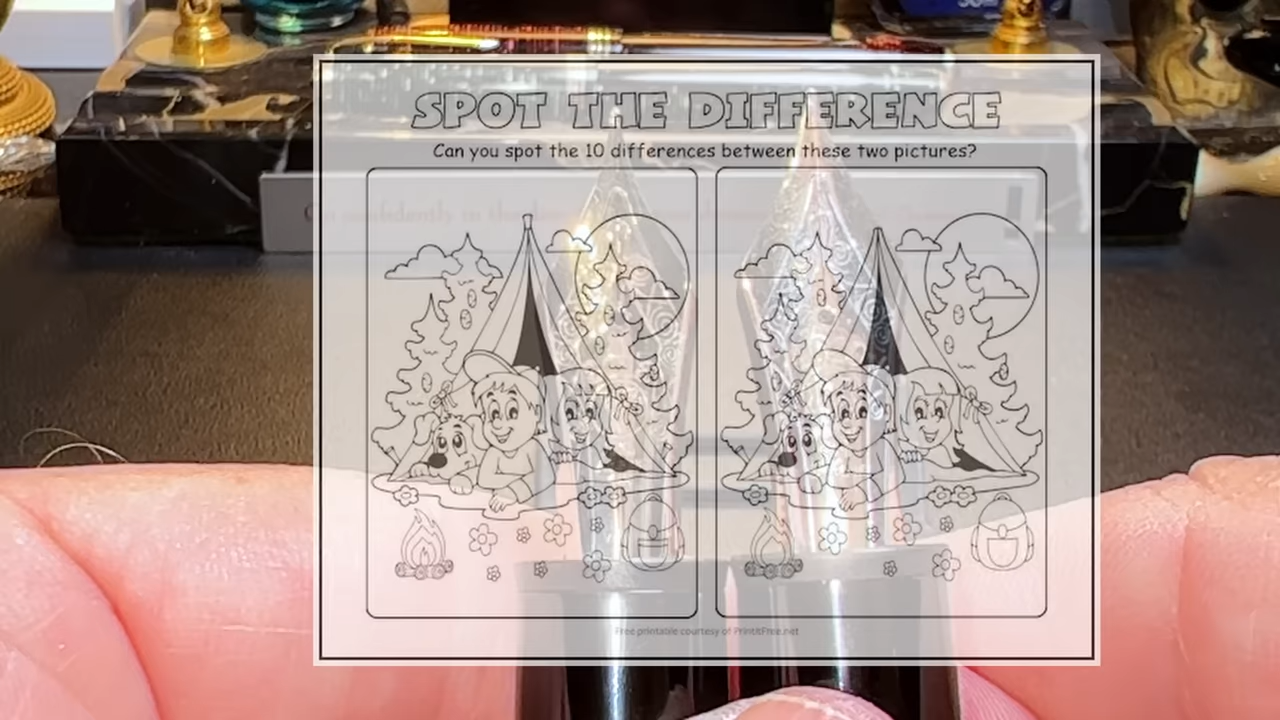 SPOT THE DIFFERENCE
Can you spot the 10 differences between these two pictures?
Free printable courtesy of PrintItFree.net